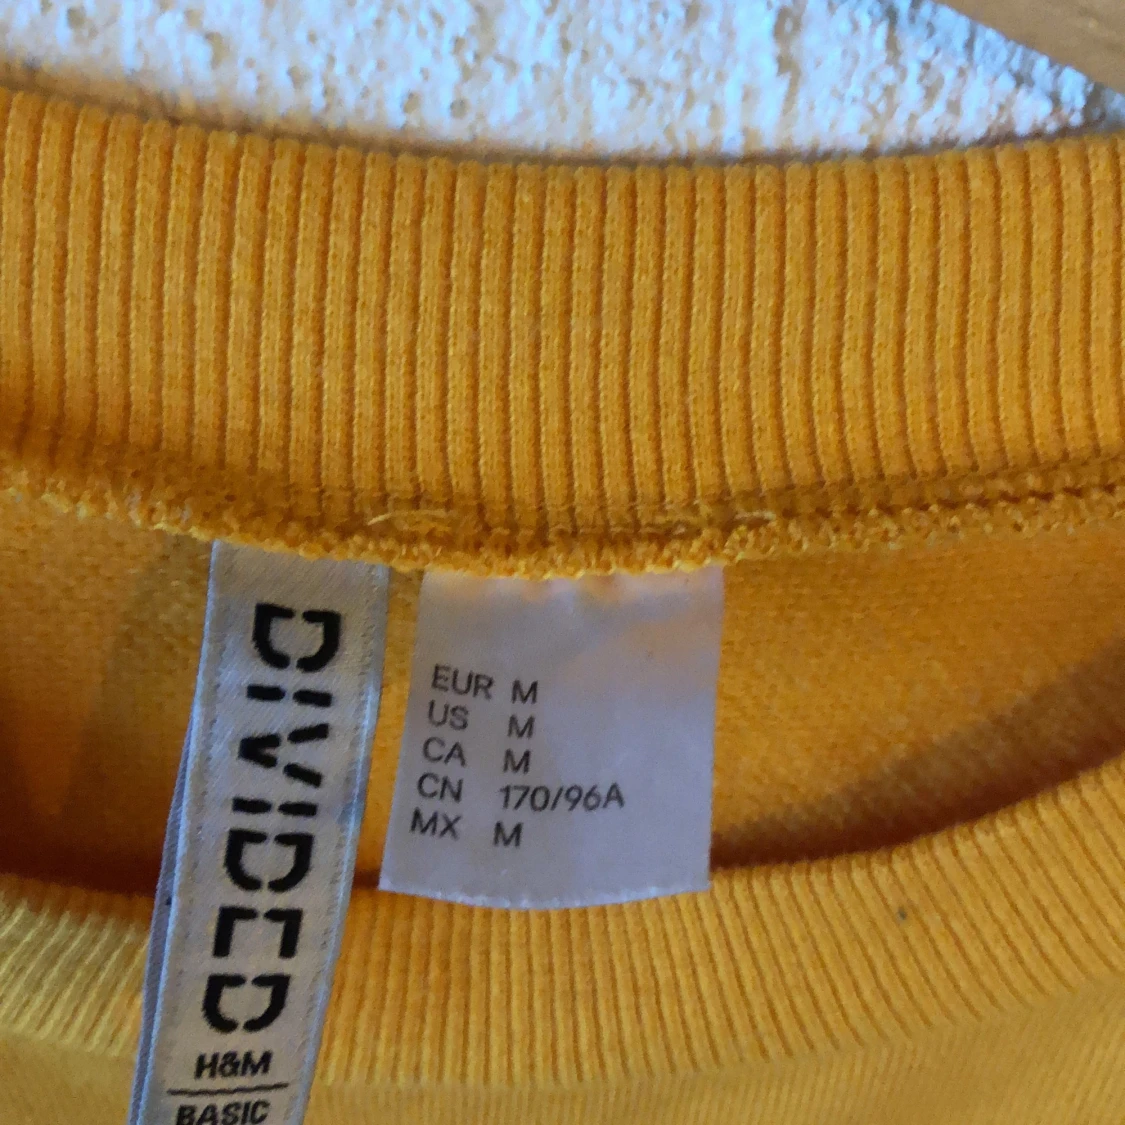 DIVIDED
H&M
BASIC
EUR M
US M
CA M
CN 170/96A
MX M